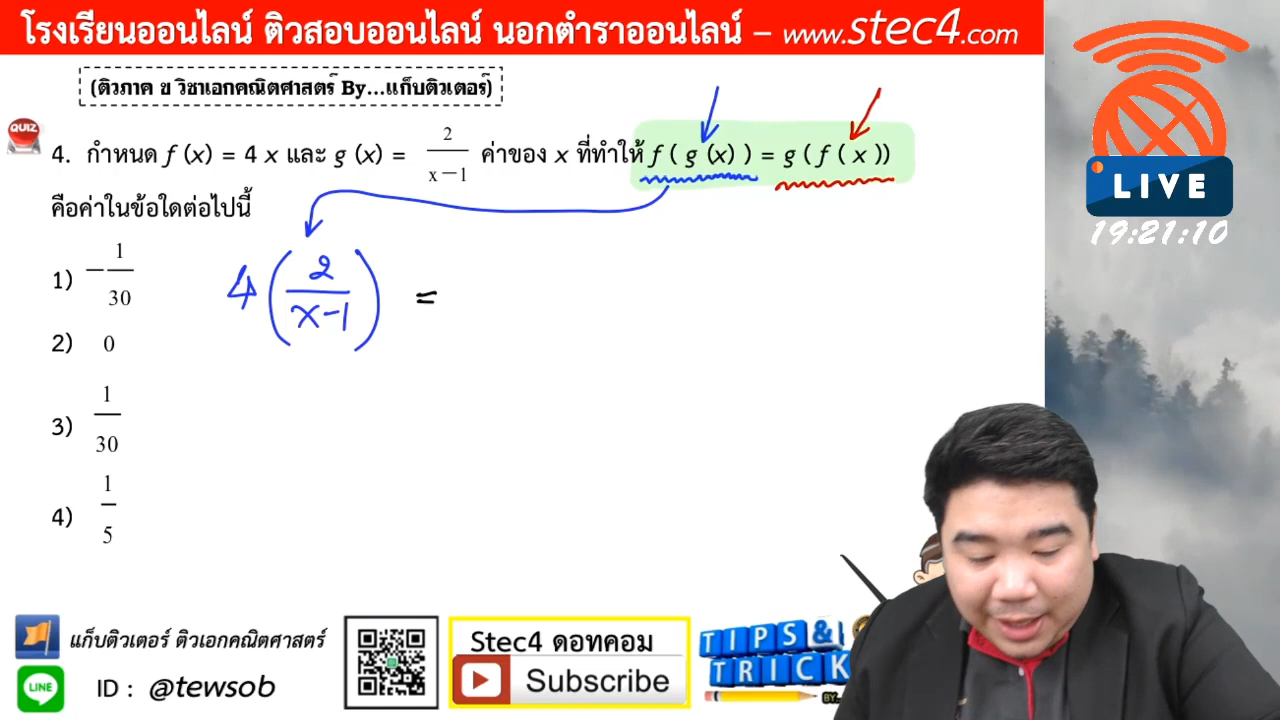 โรงเรียนออนไลน์ ติวสอบออนไลน์ นอกตำราออนไลน์ – www.stec4.com
(ติวภาค ข วิชาเอกคณิตศาสตร์ By...แก็บติวเตอร์)
QUIZ
4. กำหนด f (x) = 4 x และ g (x) = 2/(x−1) ค่าของ x ที่ทำให้ f ( g (x) ) = g ( f ( x ))
คือค่าในข้อใดต่อไปนี้
1) −1/30
2) 0
3) 1/30
4) 1/5
4 (2/(x−1)) =
LIVE
19:21:10
แก็บติวเตอร์ ติวเอกคณิตศาสตร์
LINE
ID : @tewsob
Stec4 ดอทคอม
Subscribe
TIPS &
TRICK
BY..